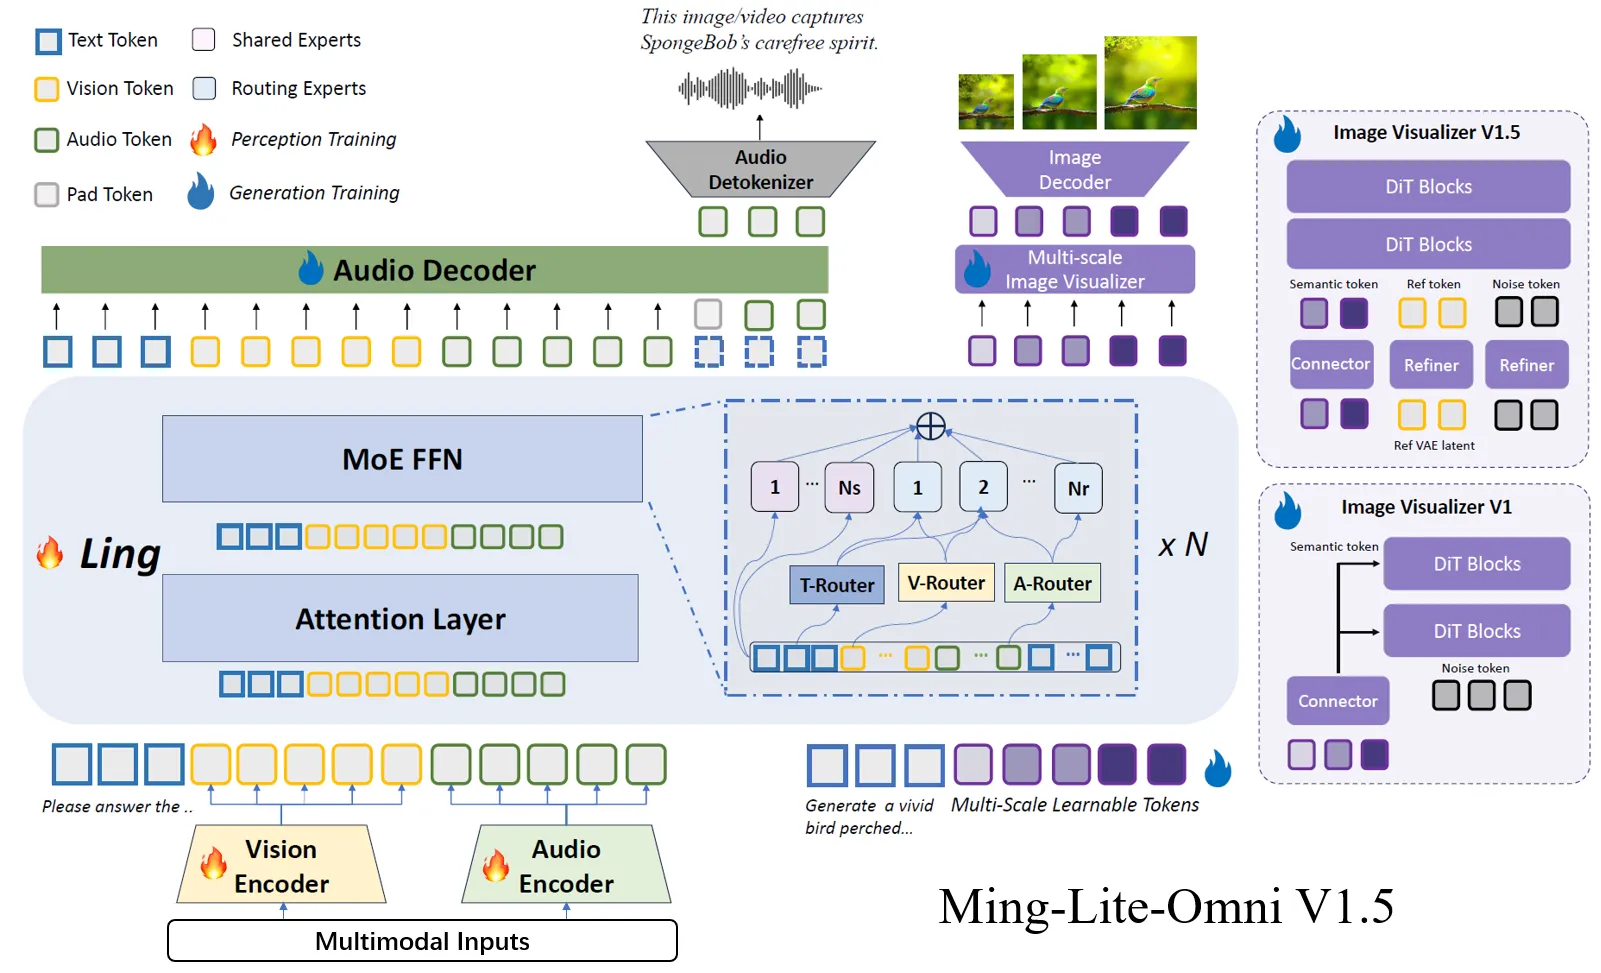 Text Token
Shared Experts
Vision Token
Routing Experts
Audio Token
Perception Training
Pad Token
Generation Training
This image/video captures
SpongeBob's carefree spirit.
Audio
Detokenizer
Image
Decoder
Audio Decoder
Multi-scale
Image Visualizer
Ling
MoE FFN
Attention Layer
1
...
Ns
1
2
...
Nr
T-Router
V-Router
A-Router
...
...
...
x N
Please answer the ..
Vision
Encoder
Audio
Encoder
Multimodal Inputs
Generate a vivid
bird perched...
Multi-Scale Learnable Tokens
Image Visualizer V1.5
DiT Blocks
DiT Blocks
Semantic token
Ref token
Noise token
Connector
Refiner
Refiner
Ref VAE latent
Image Visualizer V1
Semantic token
DiT Blocks
DiT Blocks
Noise token
Connector
Ming-Lite-Omni V1.5